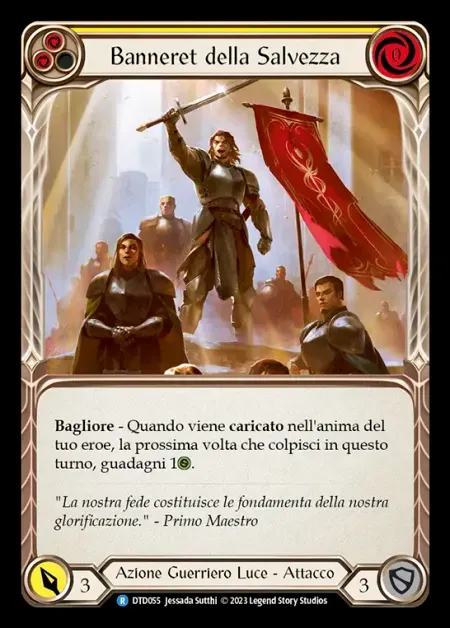 Banneret della Salvezza
0
Bagliore - Quando viene caricato nell'anima del
tuo eroe, la prossima volta che colpisci in questo
turno, guadagni 1.
"La nostra fede costituisce le fondamenta della nostra
glorificazione." - Primo Maestro
3
Azione Guerriero Luce - Attacco
3
R DTD055 Jessada Sutthi © 2023 Legend Story Studios